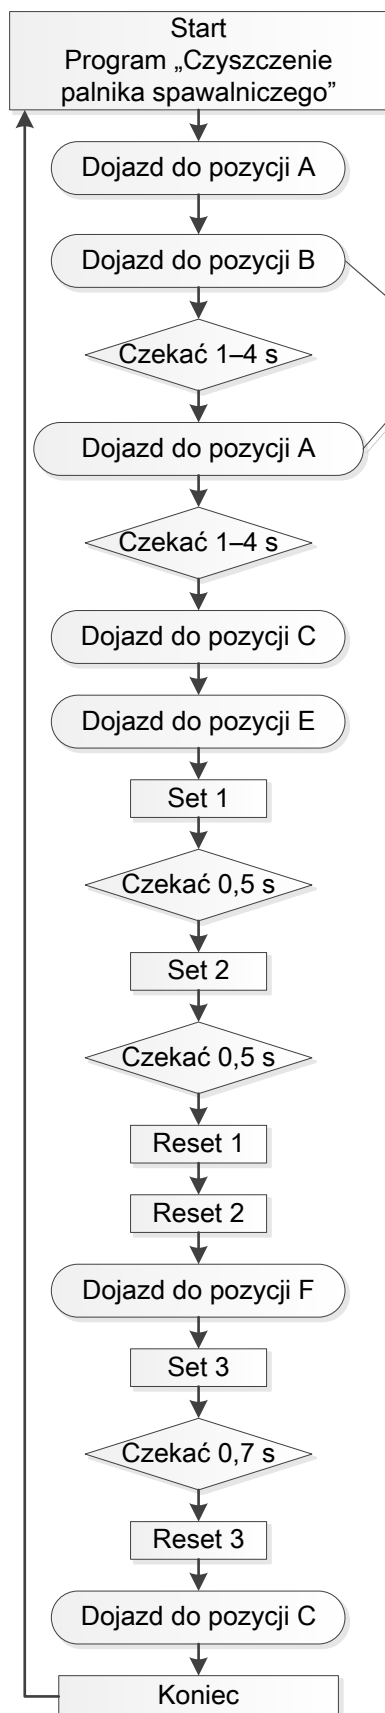 Start
Program „Czyszczenie
palnika spawalniczego”
Dojazd do pozycji A
Dojazd do pozycji B
Czekać 1–4 s
Dojazd do pozycji A
Czekać 1–4 s
Dojazd do pozycji C
Dojazd do pozycji E
Set 1
Czekać 0,5 s
Set 2
Czekać 0,5 s
Reset 1
Reset 2
Dojazd do pozycji F
Set 3
Czekać 0,7 s
Reset 3
Dojazd do pozycji C
Koniec